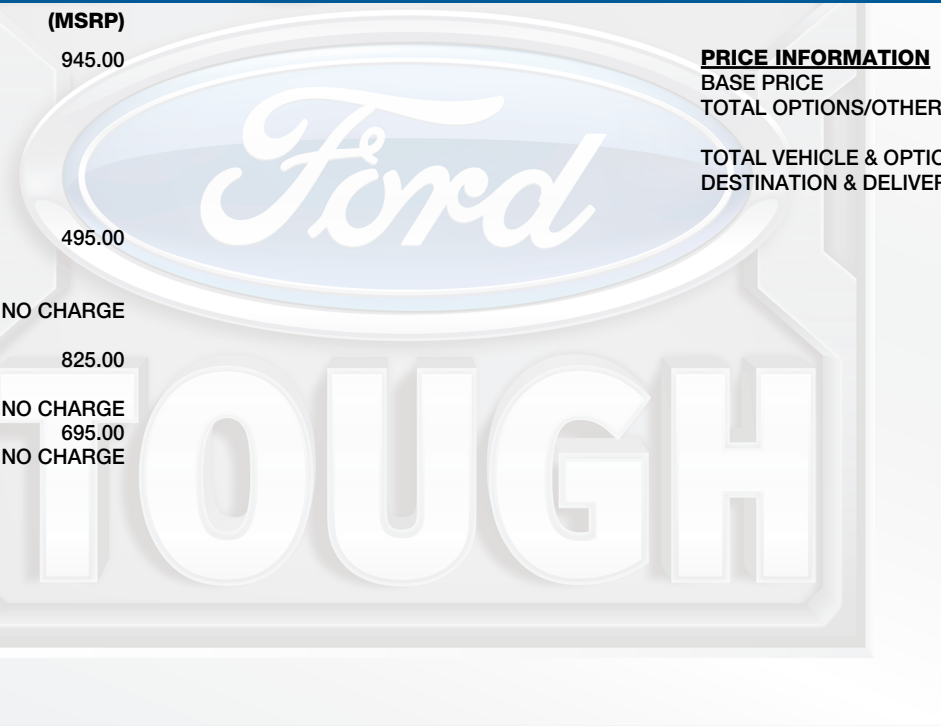 (MSRP)
945.00
495.00
NO CHARGE
825.00
NO CHARGE
695.00
NO CHARGE
PRICE INFORMATION
BASE PRICE
TOTAL OPTIONS/OTHER
TOTAL VEHICLE & OPTIO
DESTINATION & DELIVER
Ford
TOUGH